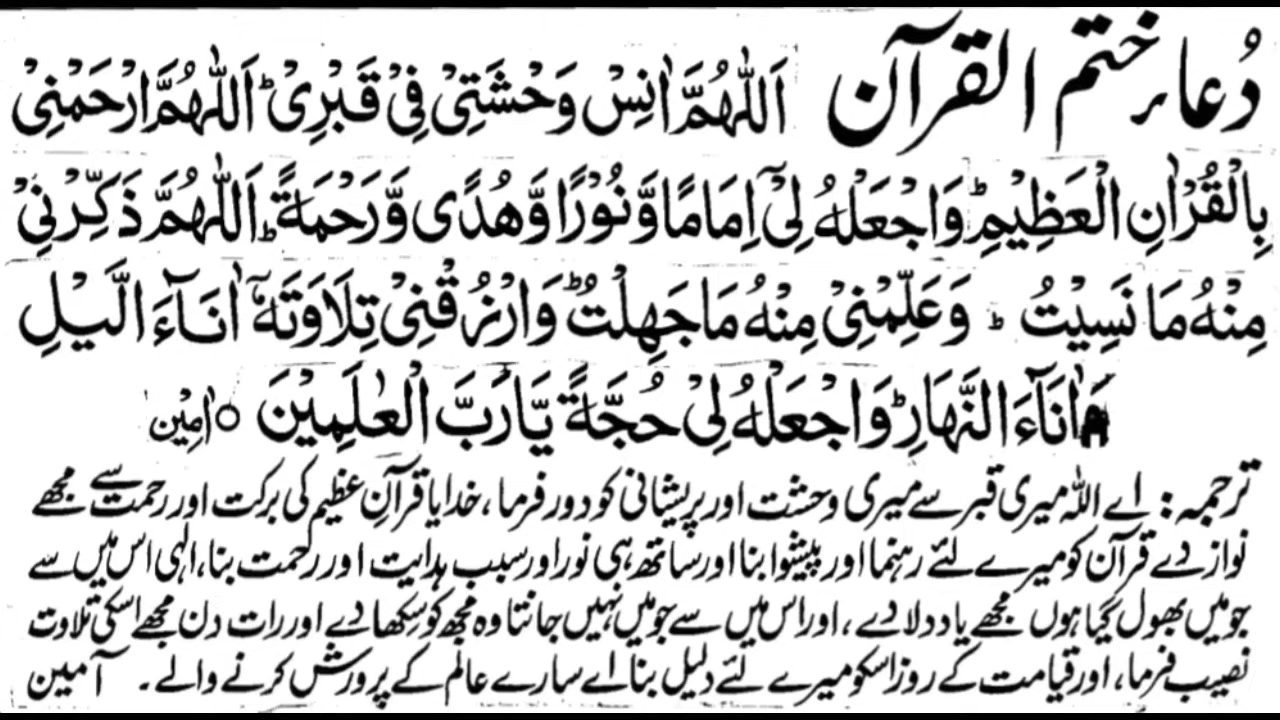 دُعاء ختم القرآن اَللّٰهُمَّ اٰنِسْ وَحْشَتِیْ فِیْ قَبْرِیْ ؕ اَللّٰهُمَّ ارْحَمْنِیْ
بِالْقُرْاٰنِ الْعَظِیْمِ ؕ وَاجْعَلْهُ لِیْٓ اِمَامًا وَّ نُوْرًا وَّ هُدًی وَّ رَحْمَةً ؕ اَللّٰهُمَّ ذَکِّرْنِیْ
مِنْهُ مَا نَسِیْتُ ؕ وَعَلِّمْنِیْ مِنْهُ مَا جَهِلْتُ ؕ وَارْزُقْنِیْ تِلَاوَتَهٗٓ اٰنَآءَ الَّیْلِ
وَاٰنَآءَ النَّهَارِ ؕ وَاجْعَلْهُ لِیْ حُجَّةً یَّا رَبَّ الْعٰلَمِیْنَ ○ اٰمِیْن
ترجمہ: اے اللہ میری قبر سے میری وحشت اور پریشانی کو دور فرما، خدایا قرآنِ عظیم کی برکت اور رحمت سے مجھے
نواز دے قرآن کو میرے لئے رہنما اور پیشوا بنا اور ساتھ ہی نور اور سبب ہدایت اور رحمت بنا، الٰہی اس میں سے
جو میں بھول گیا ہوں مجھے یاد دلا دے، اور اس میں سے جو میں نہیں جانتا وہ مجھ کو سکھا دے اور رات دن مجھے اسکی تلاوت
نصیب فرما، اور قیامت کے روز اسکو میرے لئے دلیل بنا اے سارے عالم کے پرورش کرنے والے۔ آمین